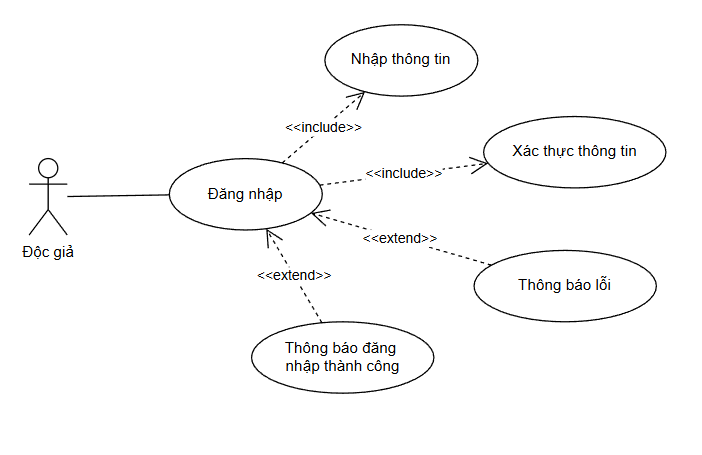 Nhập thông tin
<<include>>
Xác thực thông tin
<<include>>
Đăng nhập
Độc giả
<<extend>>
<<extend>>
Thông báo lỗi
Thông báo đăng
nhập thành công